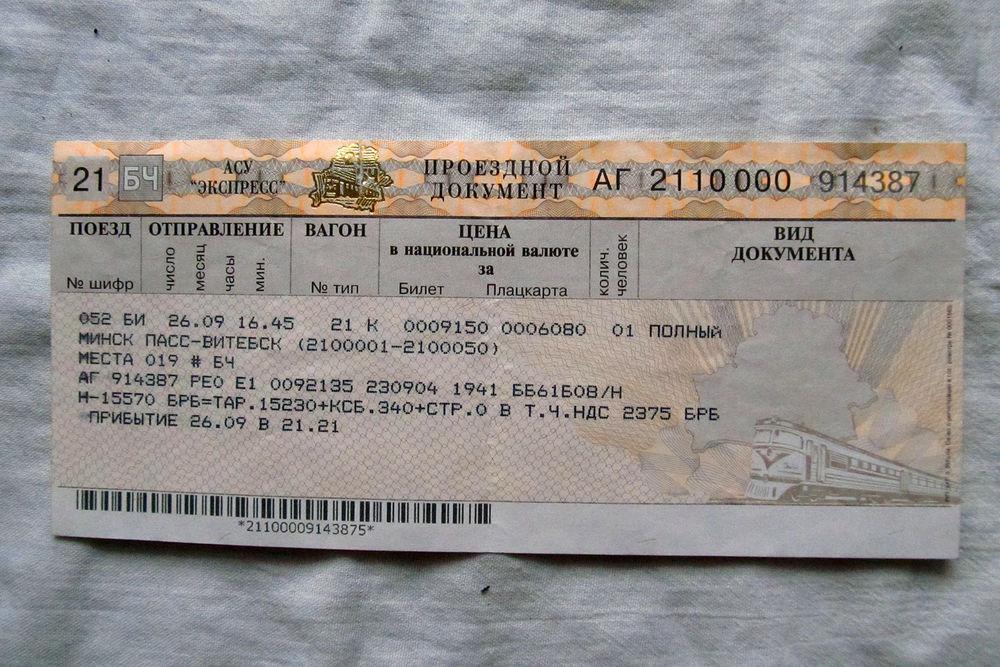 21 БЧ АСУ "ЭКСПРЕСС" ПРОЕЗДНОЙ ДОКУМЕНТ АГ 2110000 914387
ПОЕЗД ОТПРАВЛЕНИЕ ВАГОН ЦЕНА ВИД
ДОКУМЕНТА
в национальной валюте
за
№ шифр число месяц часы мин. № тип Билет Плацкарта колич. человек
052 БИ 26.09 16.45 21 К 0009150 0006080 01 ПОЛНЫЙ
МИНСК ПАСС-ВИТЕБСК (2100001-2100050)
МЕСТА 019 # БЧ
АГ 914387 РЕО Е1 0092135 230904 1941 ББ61Б08/Н
Н-15570 БРБ=ТАР.15230+КСБ.340+СТР.0 В Т.Ч.НДС 2375 БРБ
ПРИБЫТИЕ 26.09 В 21.21
*21100009143875*